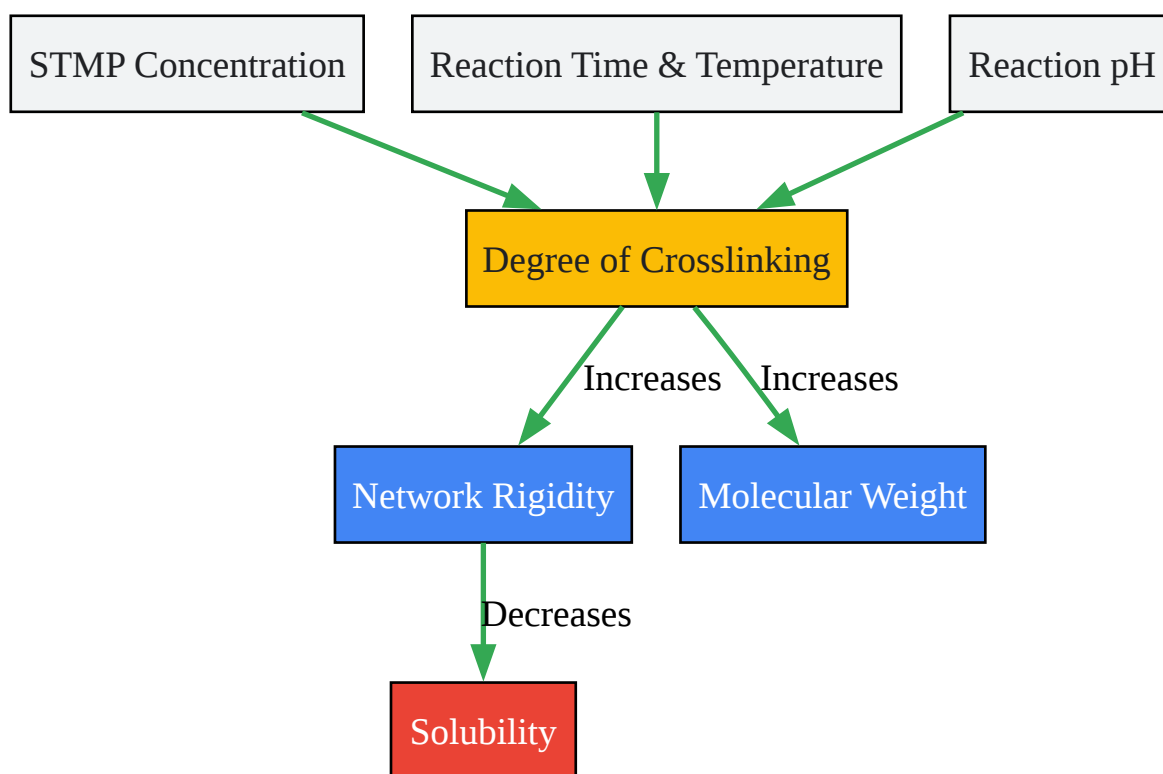 STMP Concentration
Reaction Time & Temperature
Reaction pH
Degree of Crosslinking
Increases
Increases
Network Rigidity
Molecular Weight
Decreases
Solubility